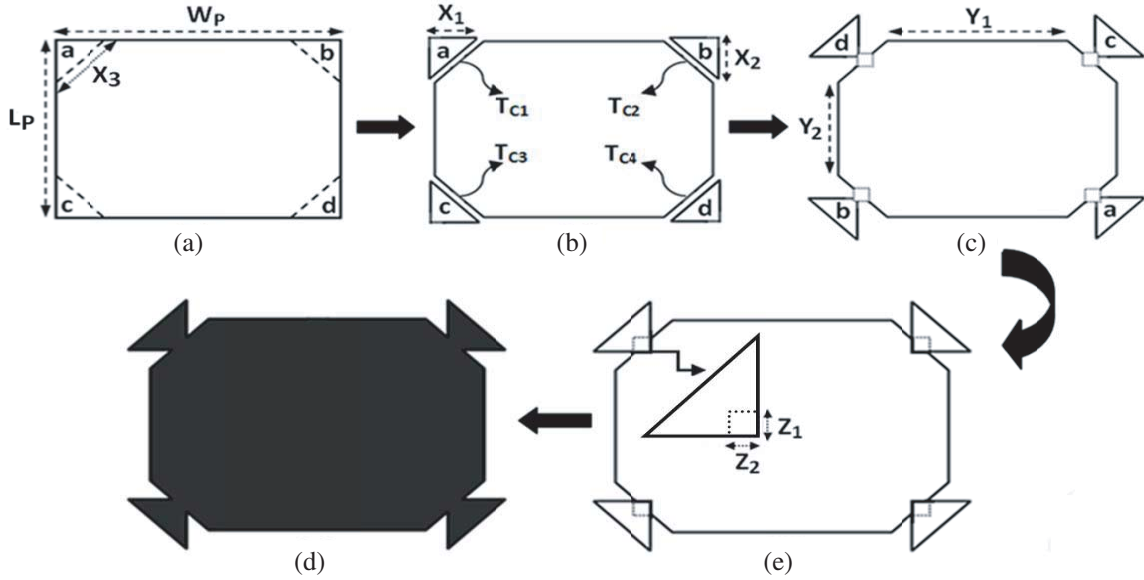 W_P
a
b
X_3
L_P
c
d
(a)
X_1
a
b
X_2
T_C1
T_C2
T_C3
T_C4
c
d
(b)
Y_1
d
c
Y_2
b
a
(c)
(d)
Z_1
Z_2
(e)